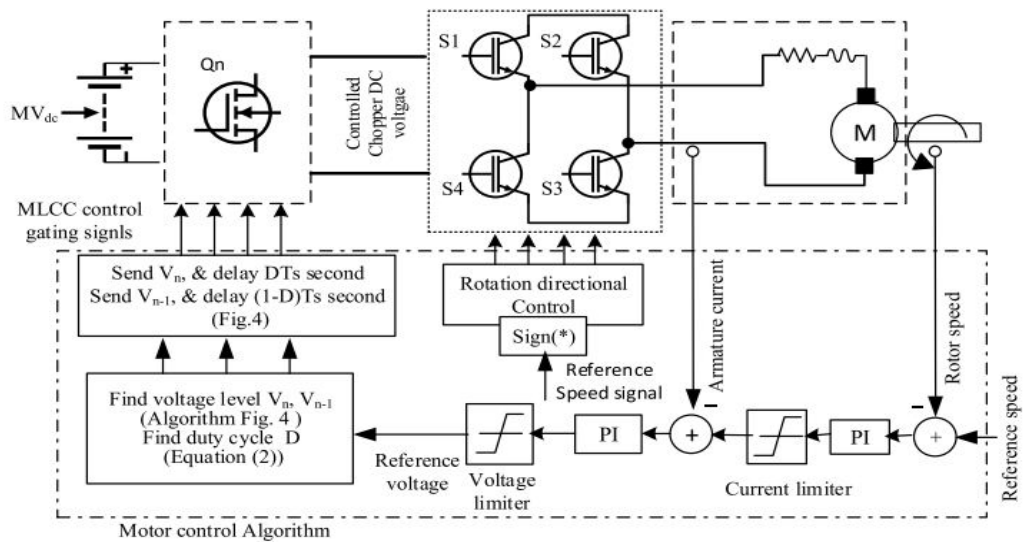 S1
S2
Qn
MVdc
+
Controlled
Chopper DC
voltgae
M
S4
S3
MLCC control
gating signls
Send Vn, & delay DTs second
Send Vn-1, & delay (1-D)Ts second
(Fig.4)
Rotation directional
Control
Sign(*)
Reference
Speed signal
Armature current
Rotor speed
Reference speed
Find voltage level Vn, Vn-1
(Algorithm Fig. 4 )
Find duty cycle D
(Equation (2))
Reference
voltage
Voltage
limiter
PI
+
−
Current limiter
PI
+
−
Motor control Algorithm